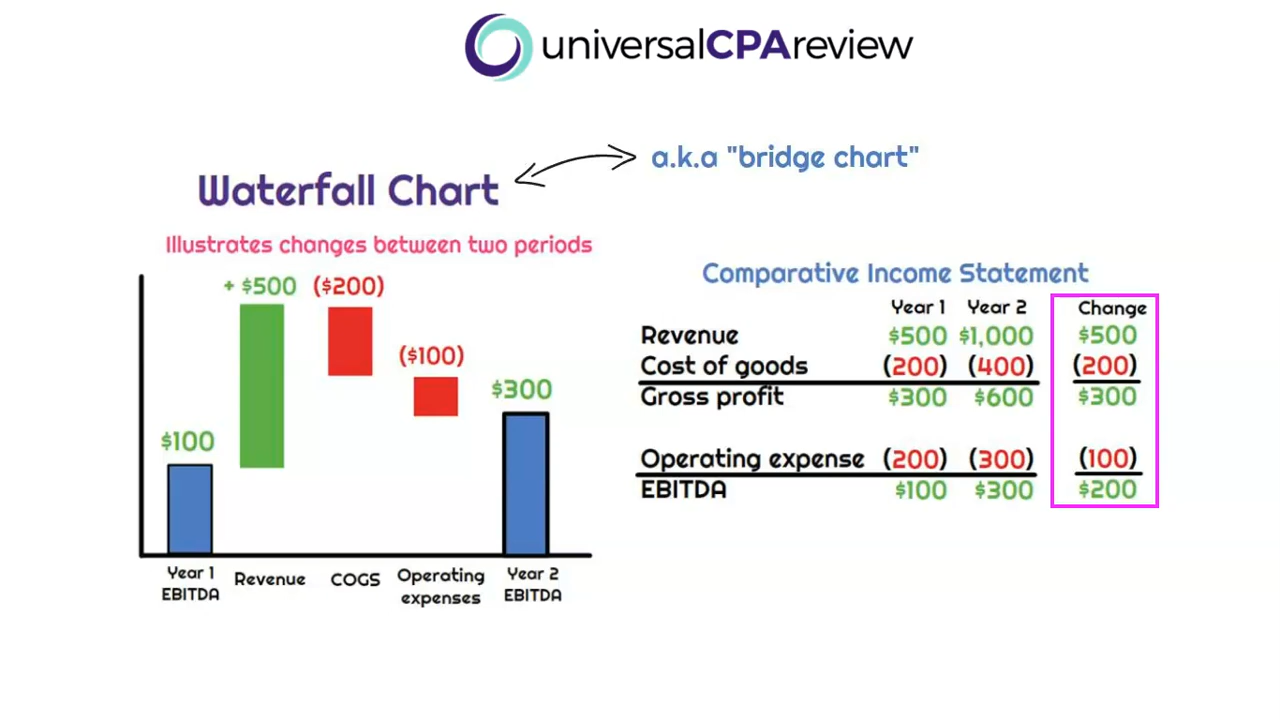 universalCPAreview
a.k.a "bridge chart"
Waterfall Chart
Illustrates changes between two periods
+ $500 ($200)
($100)
$300
$100
Year 1 EBITDA
Revenue
COGS
Operating expenses
Year 2 EBITDA
Comparative Income Statement
Year 1 Year 2 Change
Revenue $500 $1,000 $500
Cost of goods (200) (400) (200)
Gross profit $300 $600 $300
Operating expense (200) (300) (100)
EBITDA $100 $300 $200